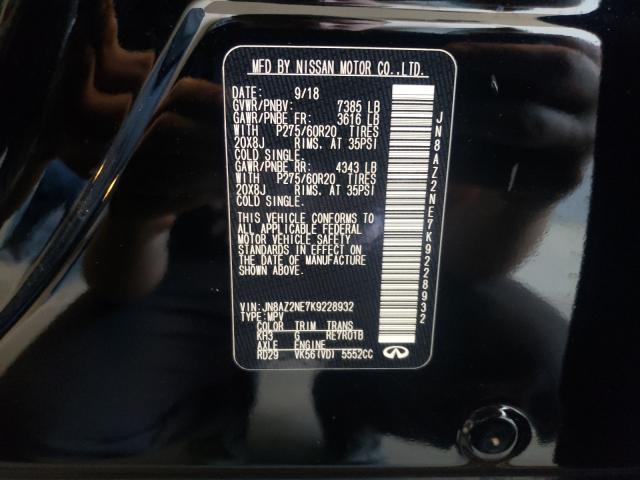 MFD BY NISSAN MOTOR CO.,LTD.
DATE: 9/18
GVWR/PNBV: 7385 LB
GAWR/PNBE FR: 3616 LB
WITH P275/60R20 TIRES
20X8J RIMS. AT 35PSI
COLD SINGLE.
GAWR/PNBE RR: 4343 LB
WITH P275/60R20 TIRES
20X8J RIMS. AT 35PSI
COLD SINGLE.
THIS VEHICLE CONFORMS TO
ALL APPLICABLE FEDERAL
MOTOR VEHICLE SAFETY
STANDARDS IN EFFECT ON
THE DATE OF MANUFACTURE
SHOWN ABOVE.
VIN: JN8AZ2NE7K9228932
TYPE: MPV
COLOR TRIM TRANS
KH3 G RE7R01B
AXLE ENGINE
RD29 VK56(VD) 5552CC
JN8AZ2NE7K9228932